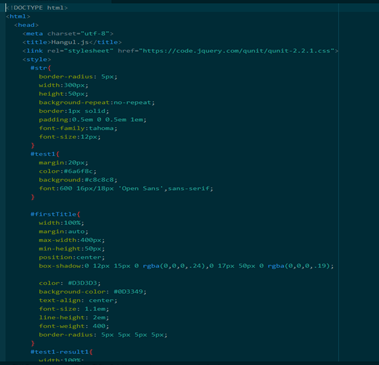 <!DOCTYPE html>
<html>
<head>
<meta charset="utf-8">
<title>Hangul.js</title>
<link rel="stylesheet" href="https://code.jquery.com/qunit/qunit-2.2.1.css">
<style>
#str{
border-radius: 5px;
width:300px;
height:50px;
background-repeat:no-repeat;
border:1px solid;
padding:0.5em 0 0.5em 1em;
font-family:tahoma;
font-size:12px;
}
#test1{
margin:20px;
color:#6a6f8c;
background:#c8c8c8;
font:600 16px/18px 'Open Sans',sans-serif;
}
#firstTitle{
width:100%;
margin:auto;
max-width:400px;
min-height:50px;
position:center;
box-shadow:0 12px 15px 0 rgba(0,0,0,.24),0 17px 50px 0 rgba(0,0,0,.19);
color: #D3D3D3;
background-color: #0D3349;
text-align: center;
font-size: 1.1em;
line-height: 2em;
font-weight: 400;
border-radius: 5px 5px 5px 5px;
}
#test1-result1{
width:100%;